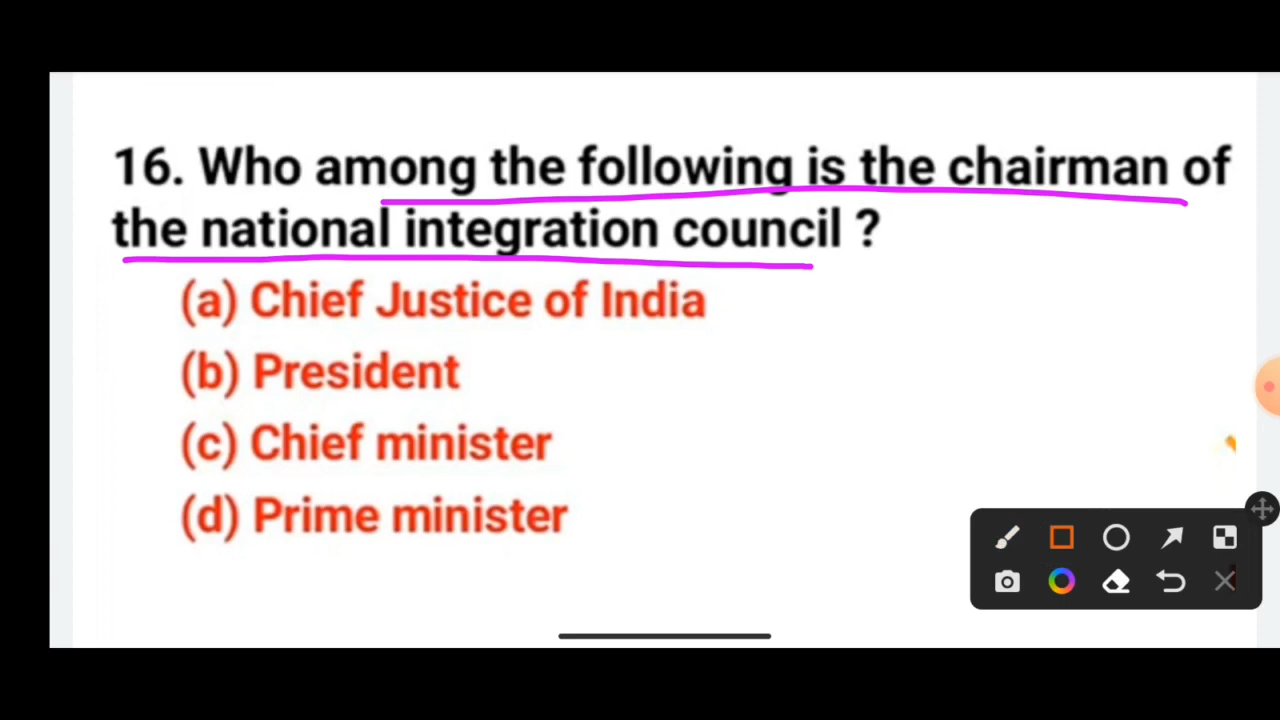 16. Who among the following is the chairman of
the national integration council ?
(a) Chief Justice of India
(b) President
(c) Chief minister
(d) Prime minister